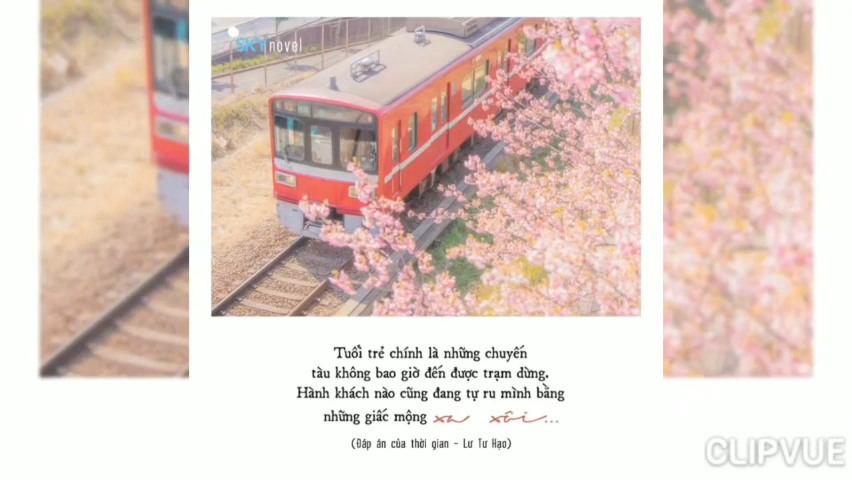 SKY novel
Tuổi trẻ chính là những chuyến
tàu không bao giờ đến được trạm dừng.
Hành khách nào cũng đang tự ru mình bằng
những giấc mộng xa xôi...
(Đáp án của thời gian - Lư Tư Hạo)
CLIPVUE